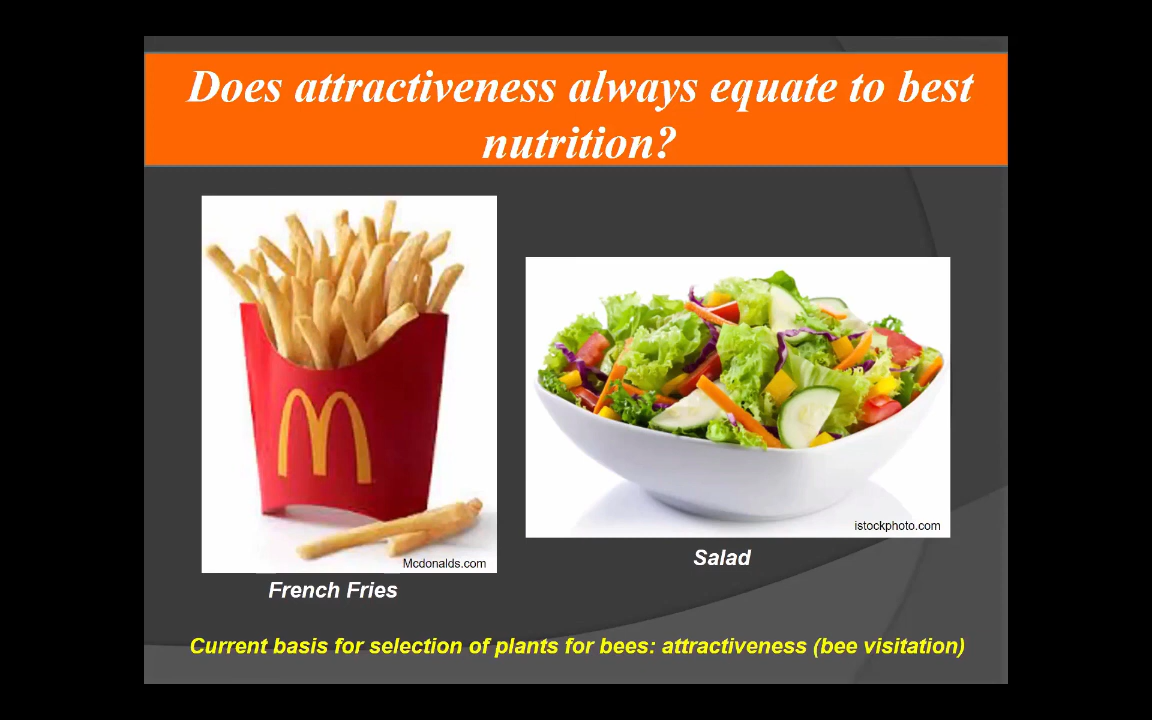 Does attractiveness always equate to best
nutrition?
M
Mcdonalds.com
istockphoto.com
French Fries
Salad
Current basis for selection of plants for bees: attractiveness (bee visitation)